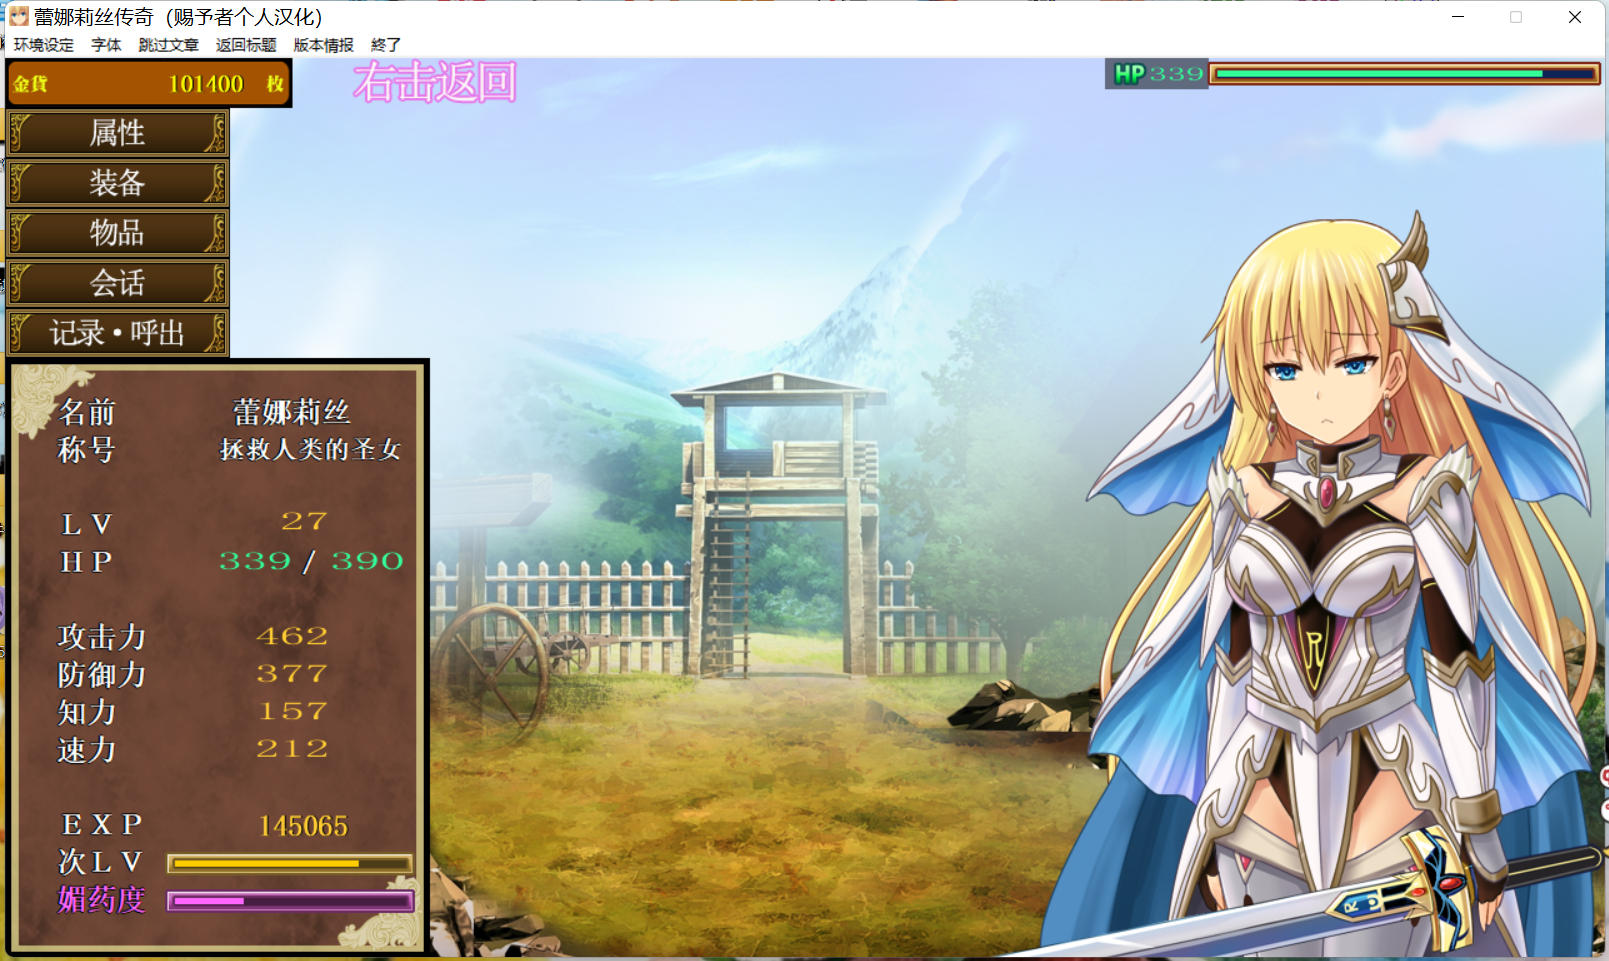 蕾娜莉丝传奇（赐予者个人汉化）
环境设定 字体 跳过文章 返回标题 版本情报 終了
金貨 101400 枚
右击返回
HP 339
属性
装备
物品
会话
记录・呼出
名前 蕾娜莉丝
称号 拯救人类的圣女
LV 27
HP 339 / 390
攻击力 462
防御力 377
知力 157
速力 212
EXP 145065
次LV
媚药度
R